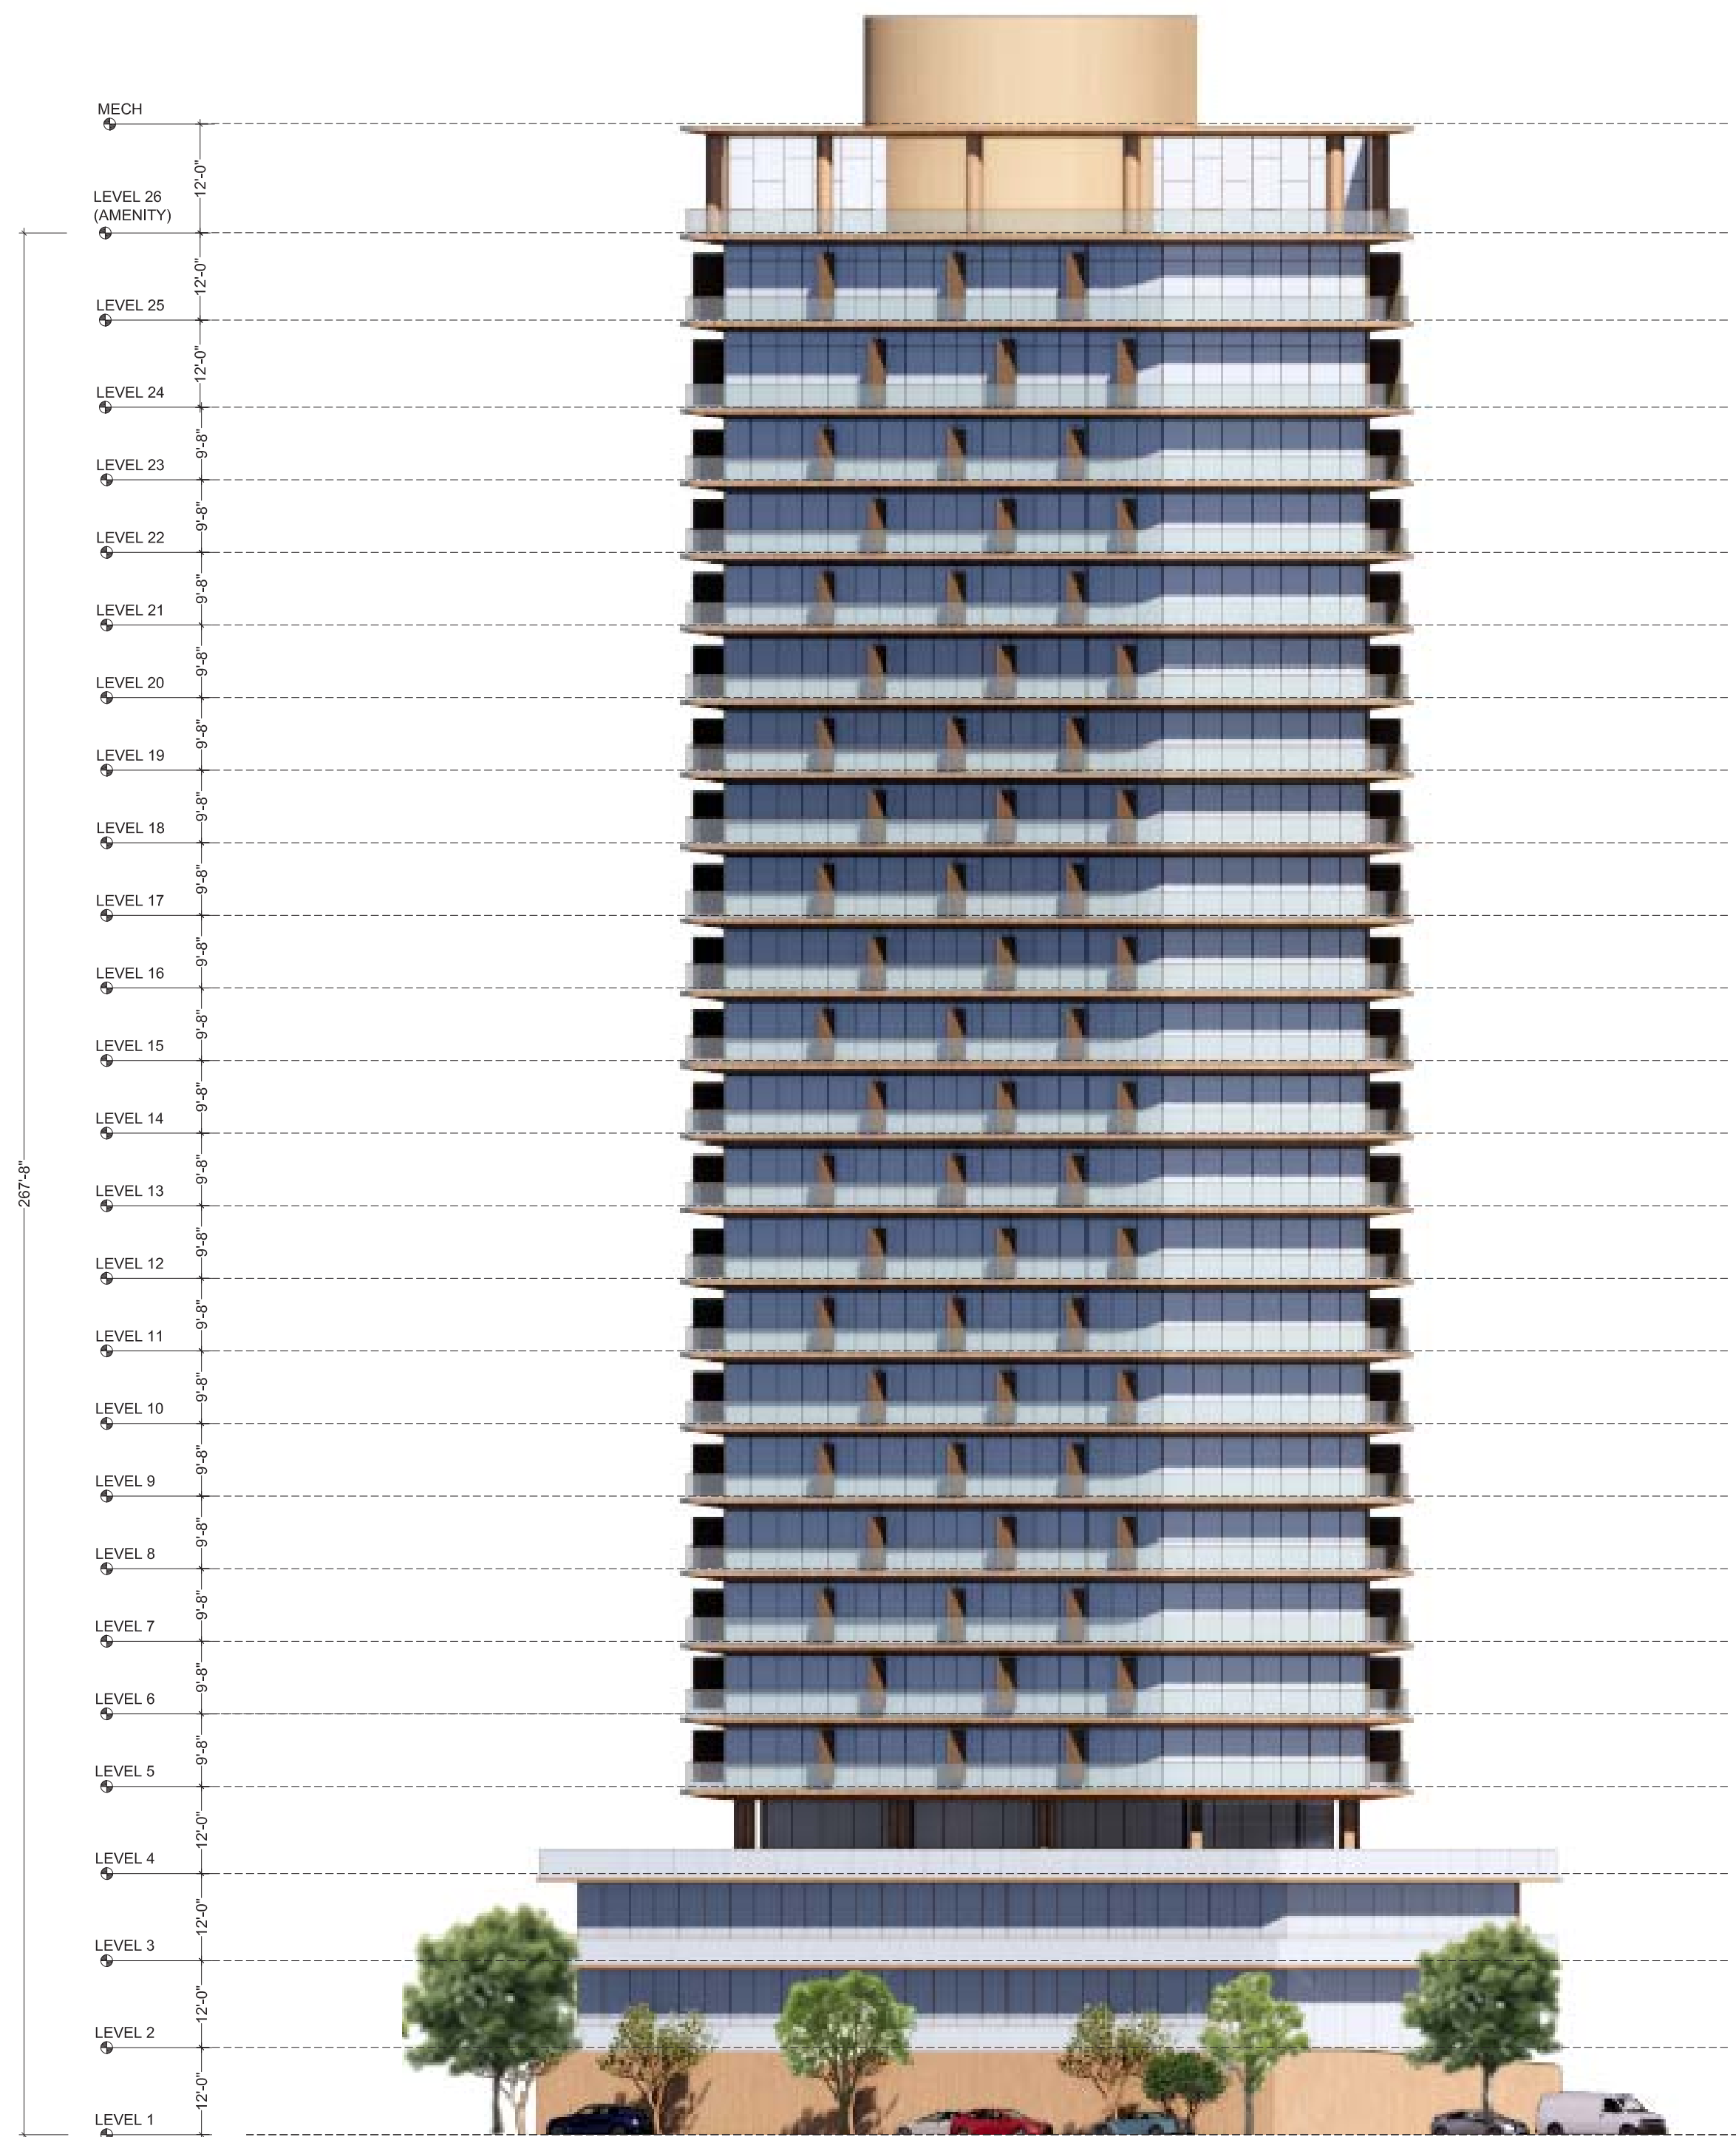 MECH
12'-0"
LEVEL 26
(AMENITY)
12'-0"
LEVEL 25
12'-0"
LEVEL 24
9'-8"
LEVEL 23
9'-8"
LEVEL 22
9'-8"
LEVEL 21
9'-8"
LEVEL 20
9'-8"
LEVEL 19
9'-8"
LEVEL 18
9'-8"
LEVEL 17
9'-8"
LEVEL 16
9'-8"
LEVEL 15
9'-8"
LEVEL 14
9'-8"
LEVEL 13
267'-8"
9'-8"
LEVEL 12
9'-8"
LEVEL 11
9'-8"
LEVEL 10
9'-8"
LEVEL 9
9'-8"
LEVEL 8
9'-8"
LEVEL 7
9'-8"
LEVEL 6
9'-8"
LEVEL 5
12'-0"
LEVEL 4
12'-0"
LEVEL 3
12'-0"
LEVEL 2
12'-0"
LEVEL 1